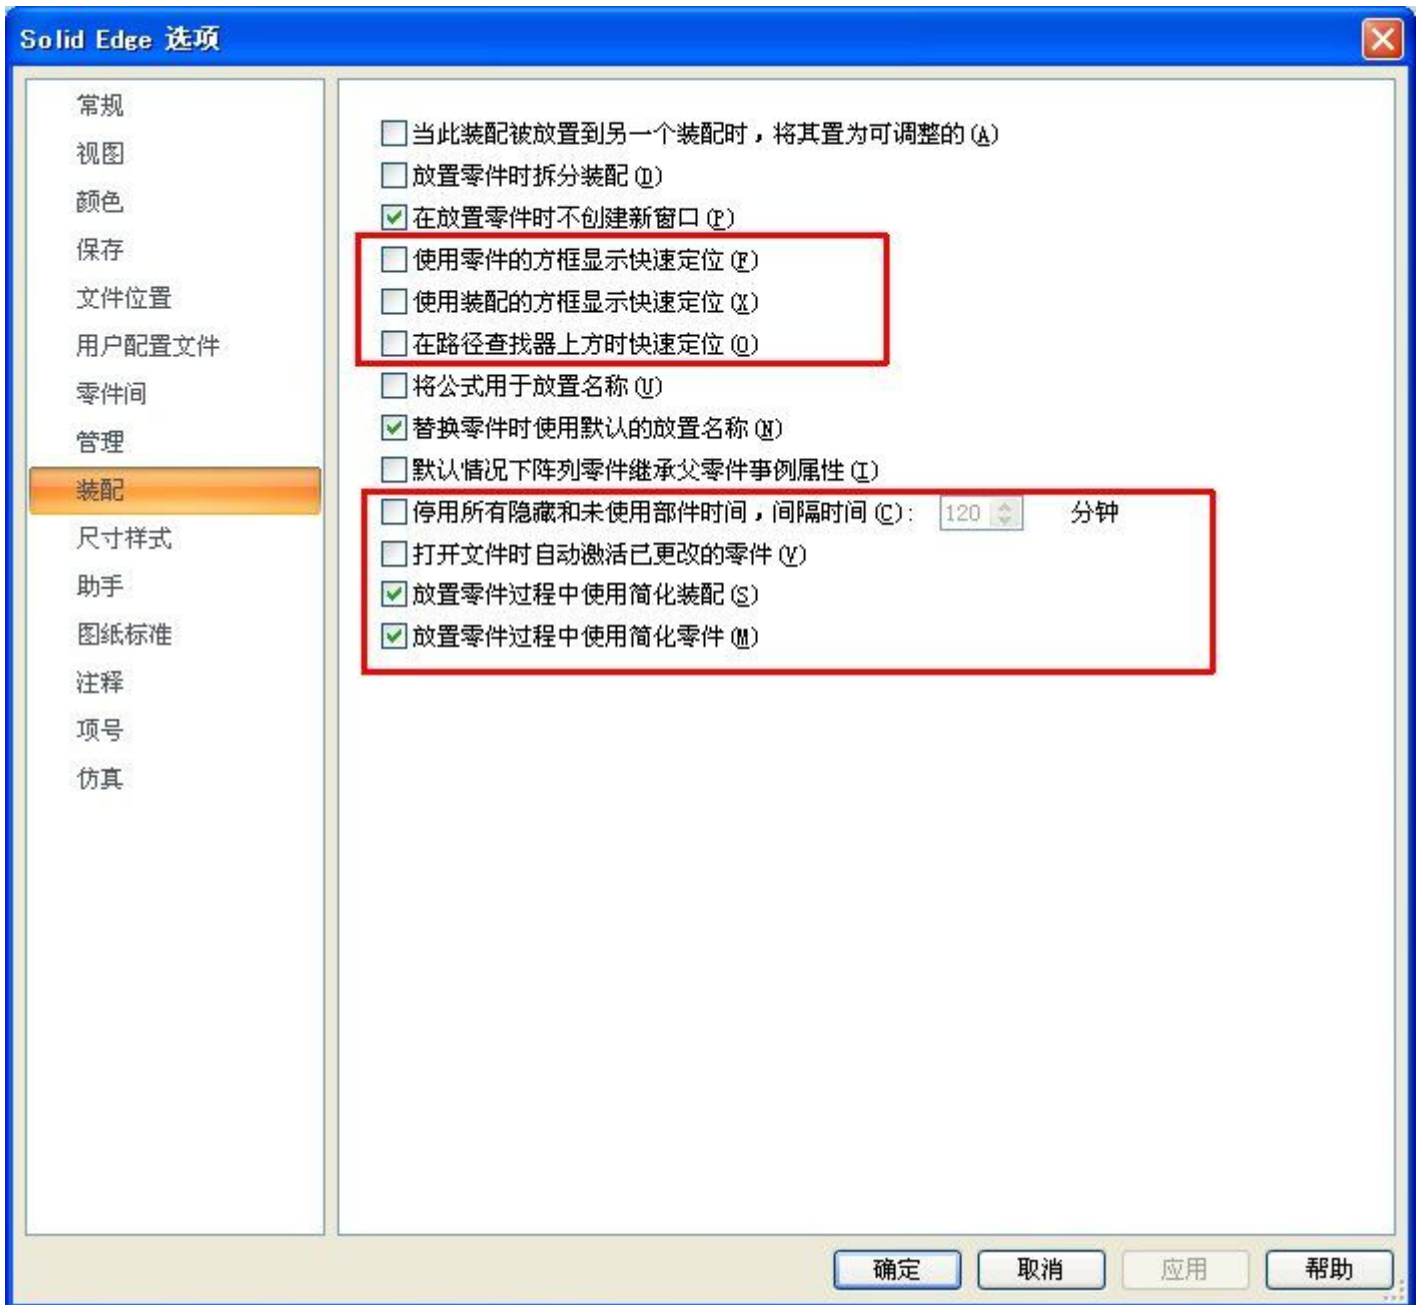 Solid Edge 选项
常规
视图
颜色
保存
文件位置
用户配置文件
零件间
管理
装配
尺寸样式
助手
图纸标准
注释
项号
仿真
当此装配被放置到另一个装配时，将其置为可调整的(A)
放置零件时拆分装配(D)
在放置零件时不创建新窗口(P)
使用零件的方框显示快速定位(F)
使用装配的方框显示快速定位(X)
在路径查找器上方时快速定位(O)
将公式用于放置名称(U)
替换零件时使用默认的放置名称(N)
默认情况下阵列零件继承父零件事例属性(I)
停用所有隐藏和未使用部件时间，间隔时间(C): 120 分钟
打开文件时自动激活已更改的零件(V)
放置零件过程中使用简化装配(S)
放置零件过程中使用简化零件(M)
确定 取消 应用 帮助